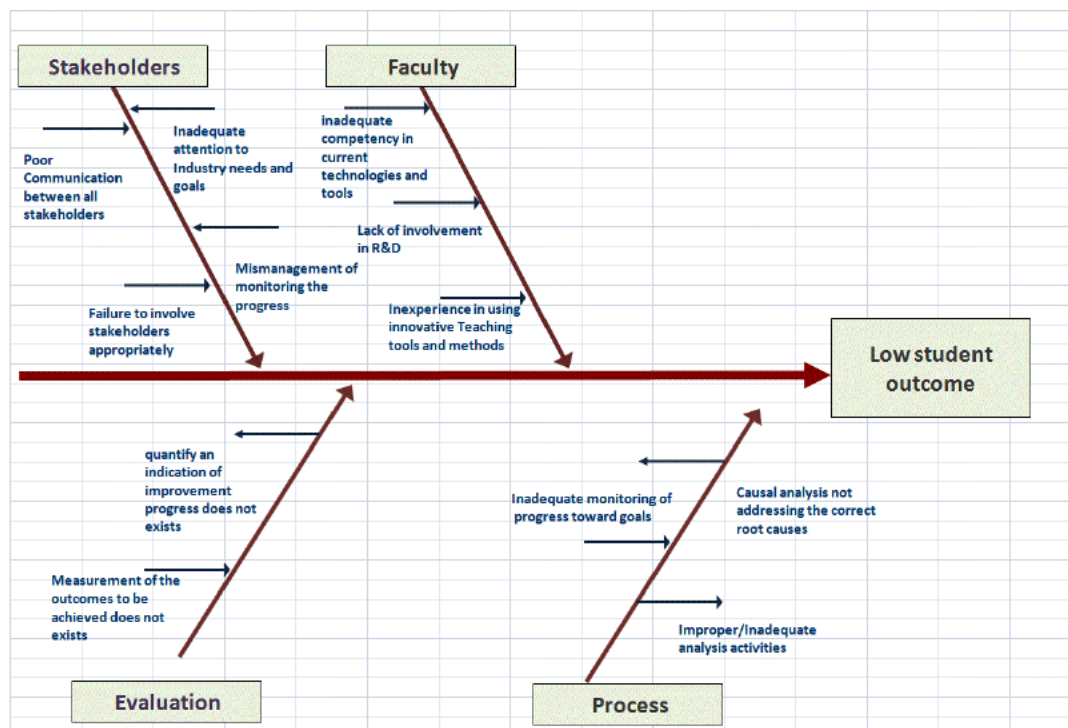 Stakeholders
Faculty
Inadequate
attention to
Industry needs and
goals
Poor
Communication
between all
stakeholders
Mismanagement of
monitoring the
progress
Failure to involve
stakeholders
appropriately
inadequate
competency in
current
technologies and
tools
Lack of involvement
in R&D
Inexperience in using
innovative Teaching
tools and methods
Low student
outcome
quantify an
indication of
improvement
progress does not
exists
Measurement of the
outcomes to be
achieved does not
exists
Inadequate monitoring of
progress toward goals
Causal analysis not
addressing the correct
root causes
Improper/Inadequate
analysis activities
Evaluation
Process